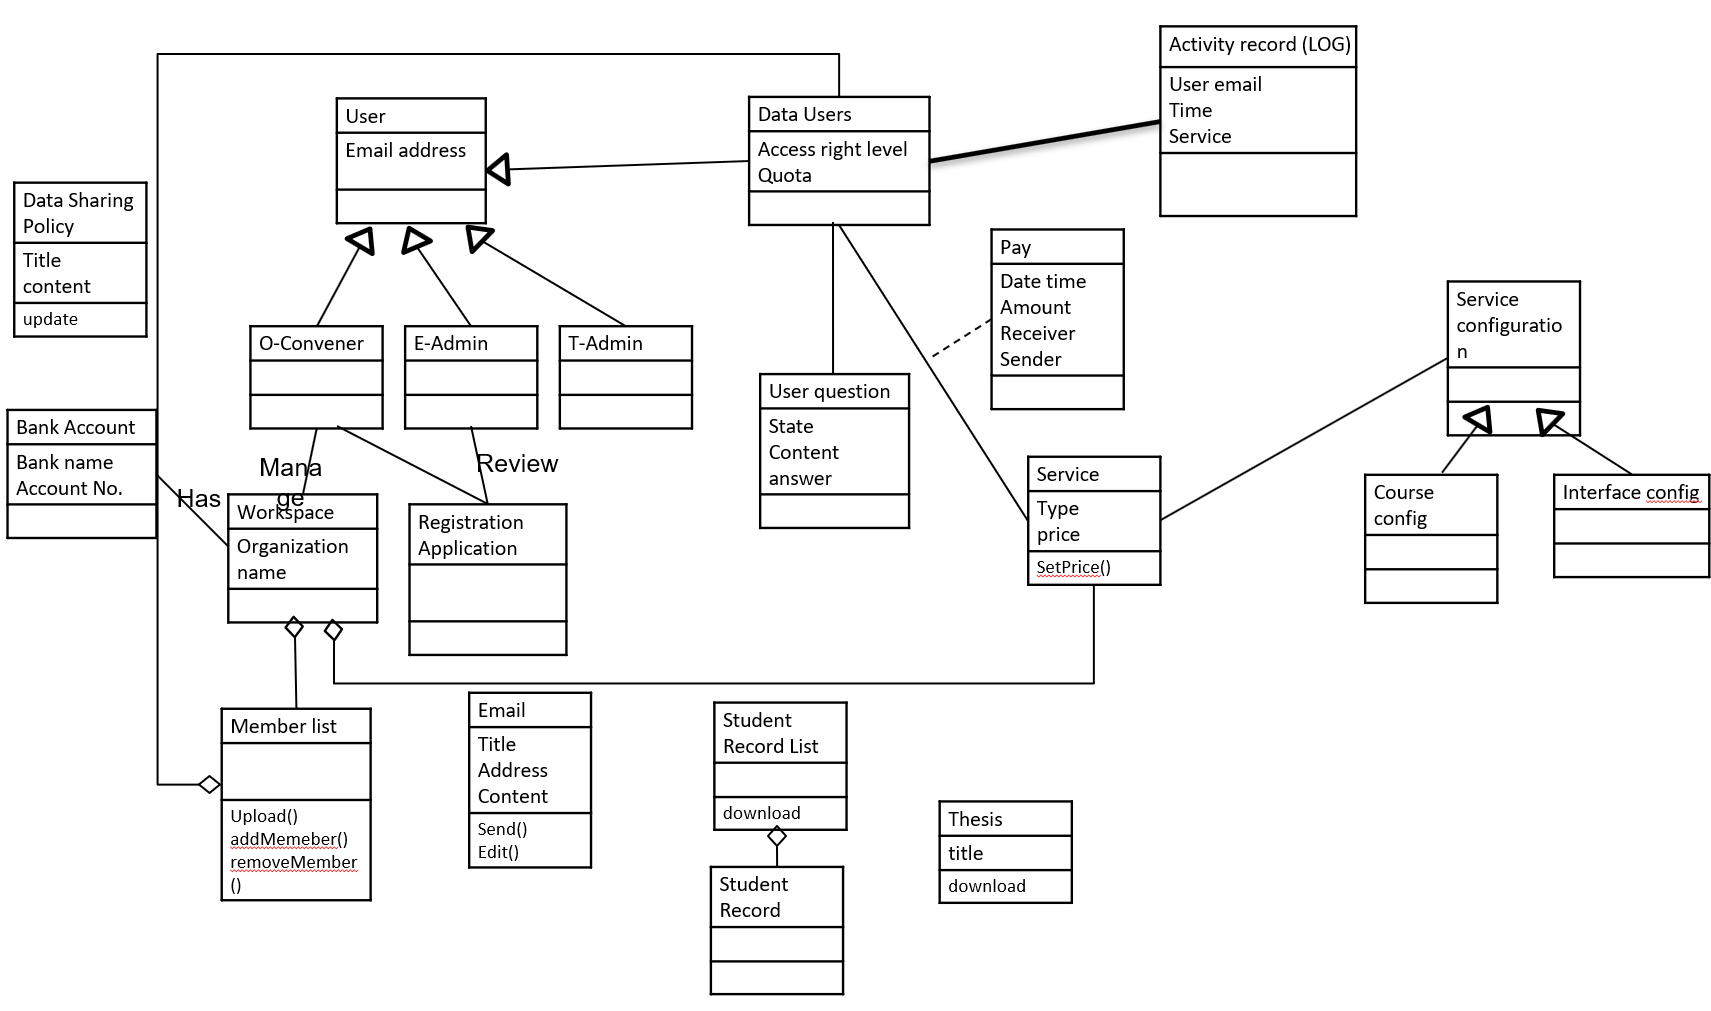 Activity record (LOG)
User email
Time
Service
User
Email address
Data Users
Access right level
Quota
Data Sharing
Policy
Title
content
update
Pay
Date time
Amount
Receiver
Sender
Service
configuratio
n
O-Convener
E-Admin
T-Admin
User question
State
Content
answer
Bank Account
Bank name
Account No.
Has
Mana
ge
Review
Workspace
Organization
name
Registration
Application
Service
Type
price
SetPrice()
Course
config
Interface config
Member list
Upload()
addMemeber()
removeMember
()
Email
Title
Address
Content
Send()
Edit()
Student
Record List
download
Student
Record
Thesis
title
download